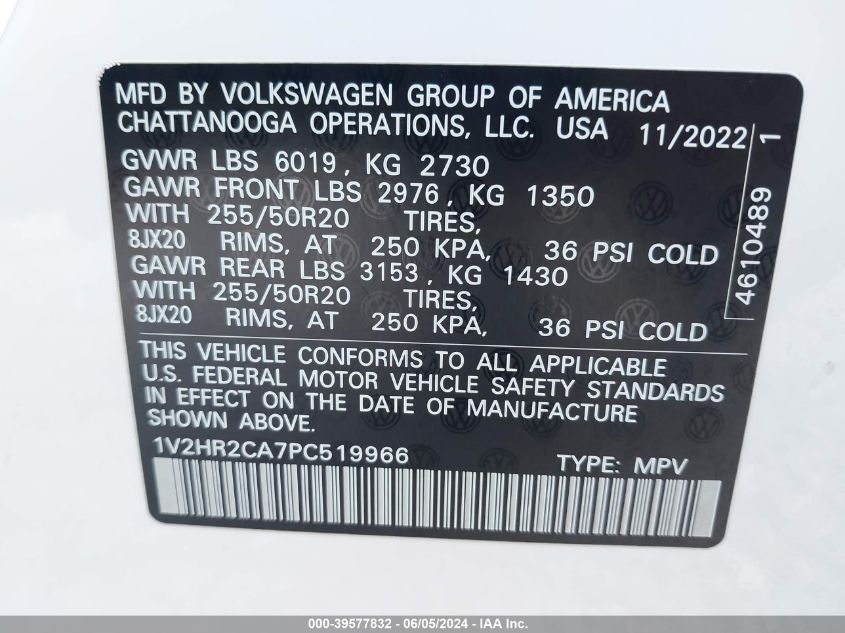 MFD BY VOLKSWAGEN GROUP OF AMERICA
CHATTANOOGA OPERATIONS, LLC. USA 11/2022
GVWR LBS 6019, KG 2730
GAWR FRONT LBS 2976, KG 1350
WITH 255/50R20 TIRES,
8JX20 RIMS, AT 250 KPA, 36 PSI COLD
GAWR REAR LBS 3153, KG 1430
WITH 255/50R20 TIRES,
8JX20 RIMS, AT 250 KPA, 36 PSI COLD
4610489 1
THIS VEHICLE CONFORMS TO ALL APPLICABLE
U.S. FEDERAL MOTOR VEHICLE SAFETY STANDARDS
IN EFFECT ON THE DATE OF MANUFACTURE
SHOWN ABOVE.
1V2HR2CA7PC519966 TYPE: MPV
000-39577832 - 06/05/2024 - IAA Inc.